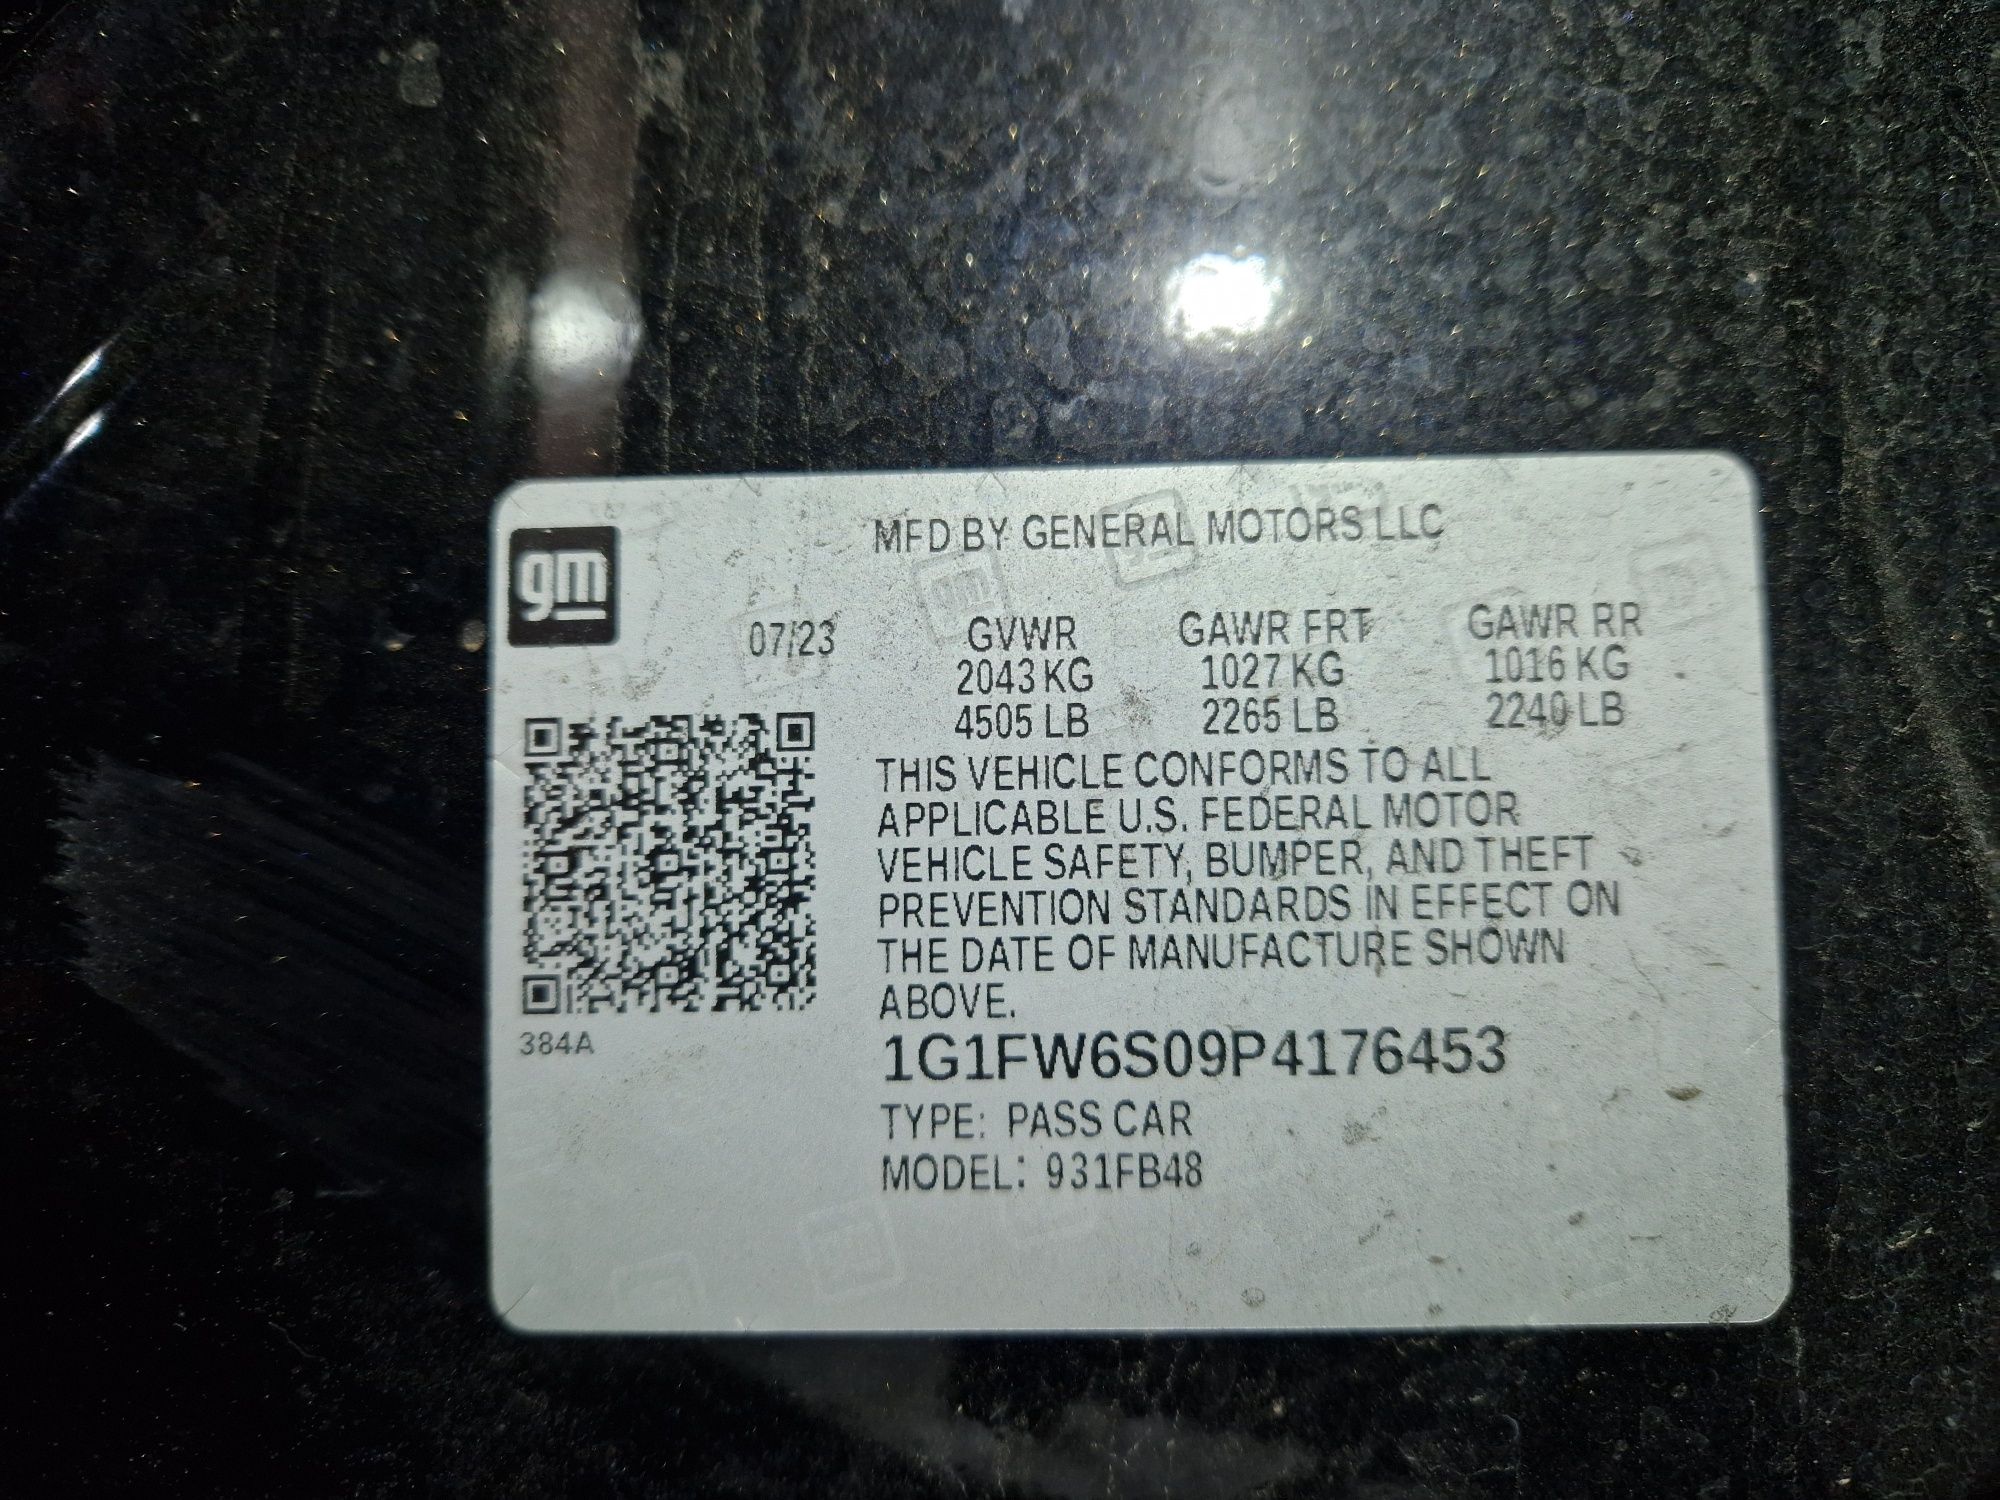 gm
MFD BY GENERAL MOTORS LLC
07/23 GVWR GAWR FRT GAWR RR
2043 KG 1027 KG 1016 KG
4505 LB 2265 LB 2240 LB
THIS VEHICLE CONFORMS TO ALL
APPLICABLE U.S. FEDERAL MOTOR
VEHICLE SAFETY, BUMPER, AND THEFT
PREVENTION STANDARDS IN EFFECT ON
THE DATE OF MANUFACTURE SHOWN
ABOVE.
384A
1G1FW6S09P4176453
TYPE: PASS CAR
MODEL: 931FB48